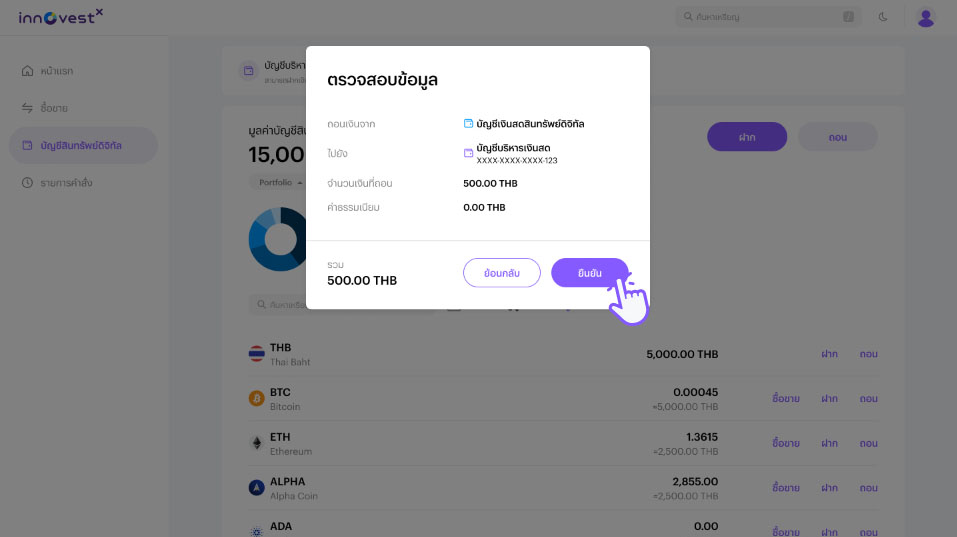 innovestx
ค้นหาเหรียญ
/
บัญชีบริหา
หน้าแรก
ซื้อขาย
บัญชีสินทรัพย์ดิจิทัล
รายการคำสั่ง
มูลค่าบัญชีสิน
15,00
Portfolio
ฝาก
ถอน
ตรวจสอบข้อมูล
ถอนเงินจาก บัญชีเงินสดสินทรัพย์ดิจิทัล
ไปยัง บัญชีบริหารเงินสด
XXXX-XXXX-XXXX-123
จำนวนเงินที่ถอน 500.00 THB
ค่าธรรมเนียม 0.00 THB
รวม
500.00 THB
ย้อนกลับ
ยืนยัน
ค้นหาเหรีย
THB 5,000.00 THB ฝาก ถอน
Thai Baht
BTC 0.00045 ซื้อขาย ฝาก ถอน
Bitcoin ≈5,000.00 THB
ETH 1.3615 ซื้อขาย ฝาก ถอน
Ethereum ≈2,500.00 THB
ALPHA 2,855.00 ซื้อขาย ฝาก ถอน
Alpha Coin ≈2,500.00 THB
ADA 0.00 ซื้อขาย ฝาก ถอน